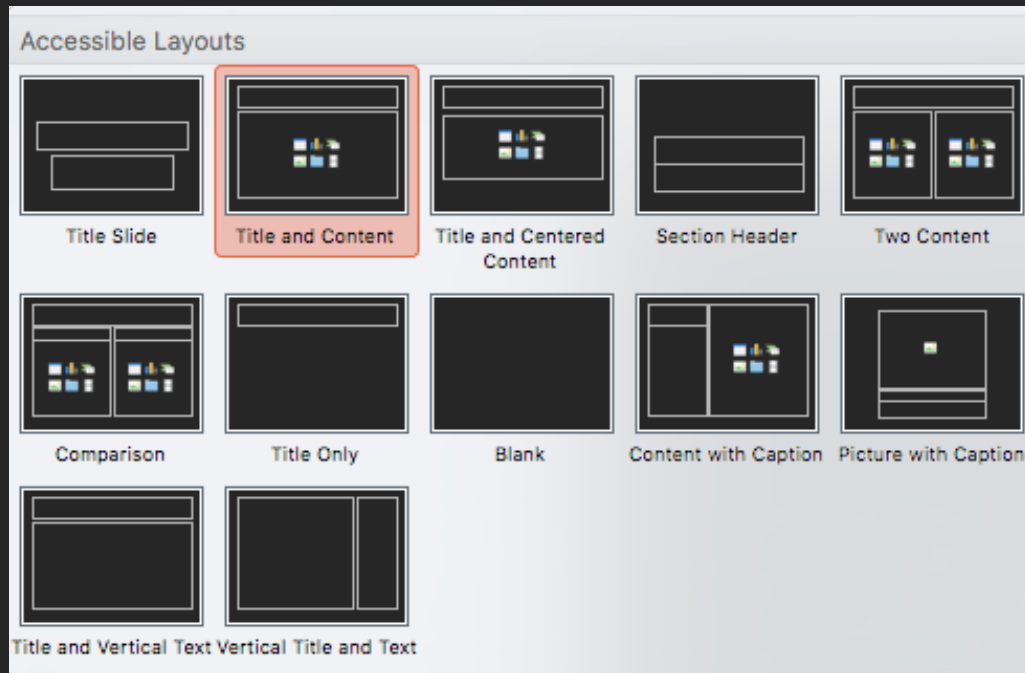 Accessible Layouts
Title Slide
Title and Content
Title and Centered
Content
Section Header
Two Content
Comparison
Title Only
Blank
Content with Caption
Picture with Caption
Title and Vertical Text
Vertical Title and Text